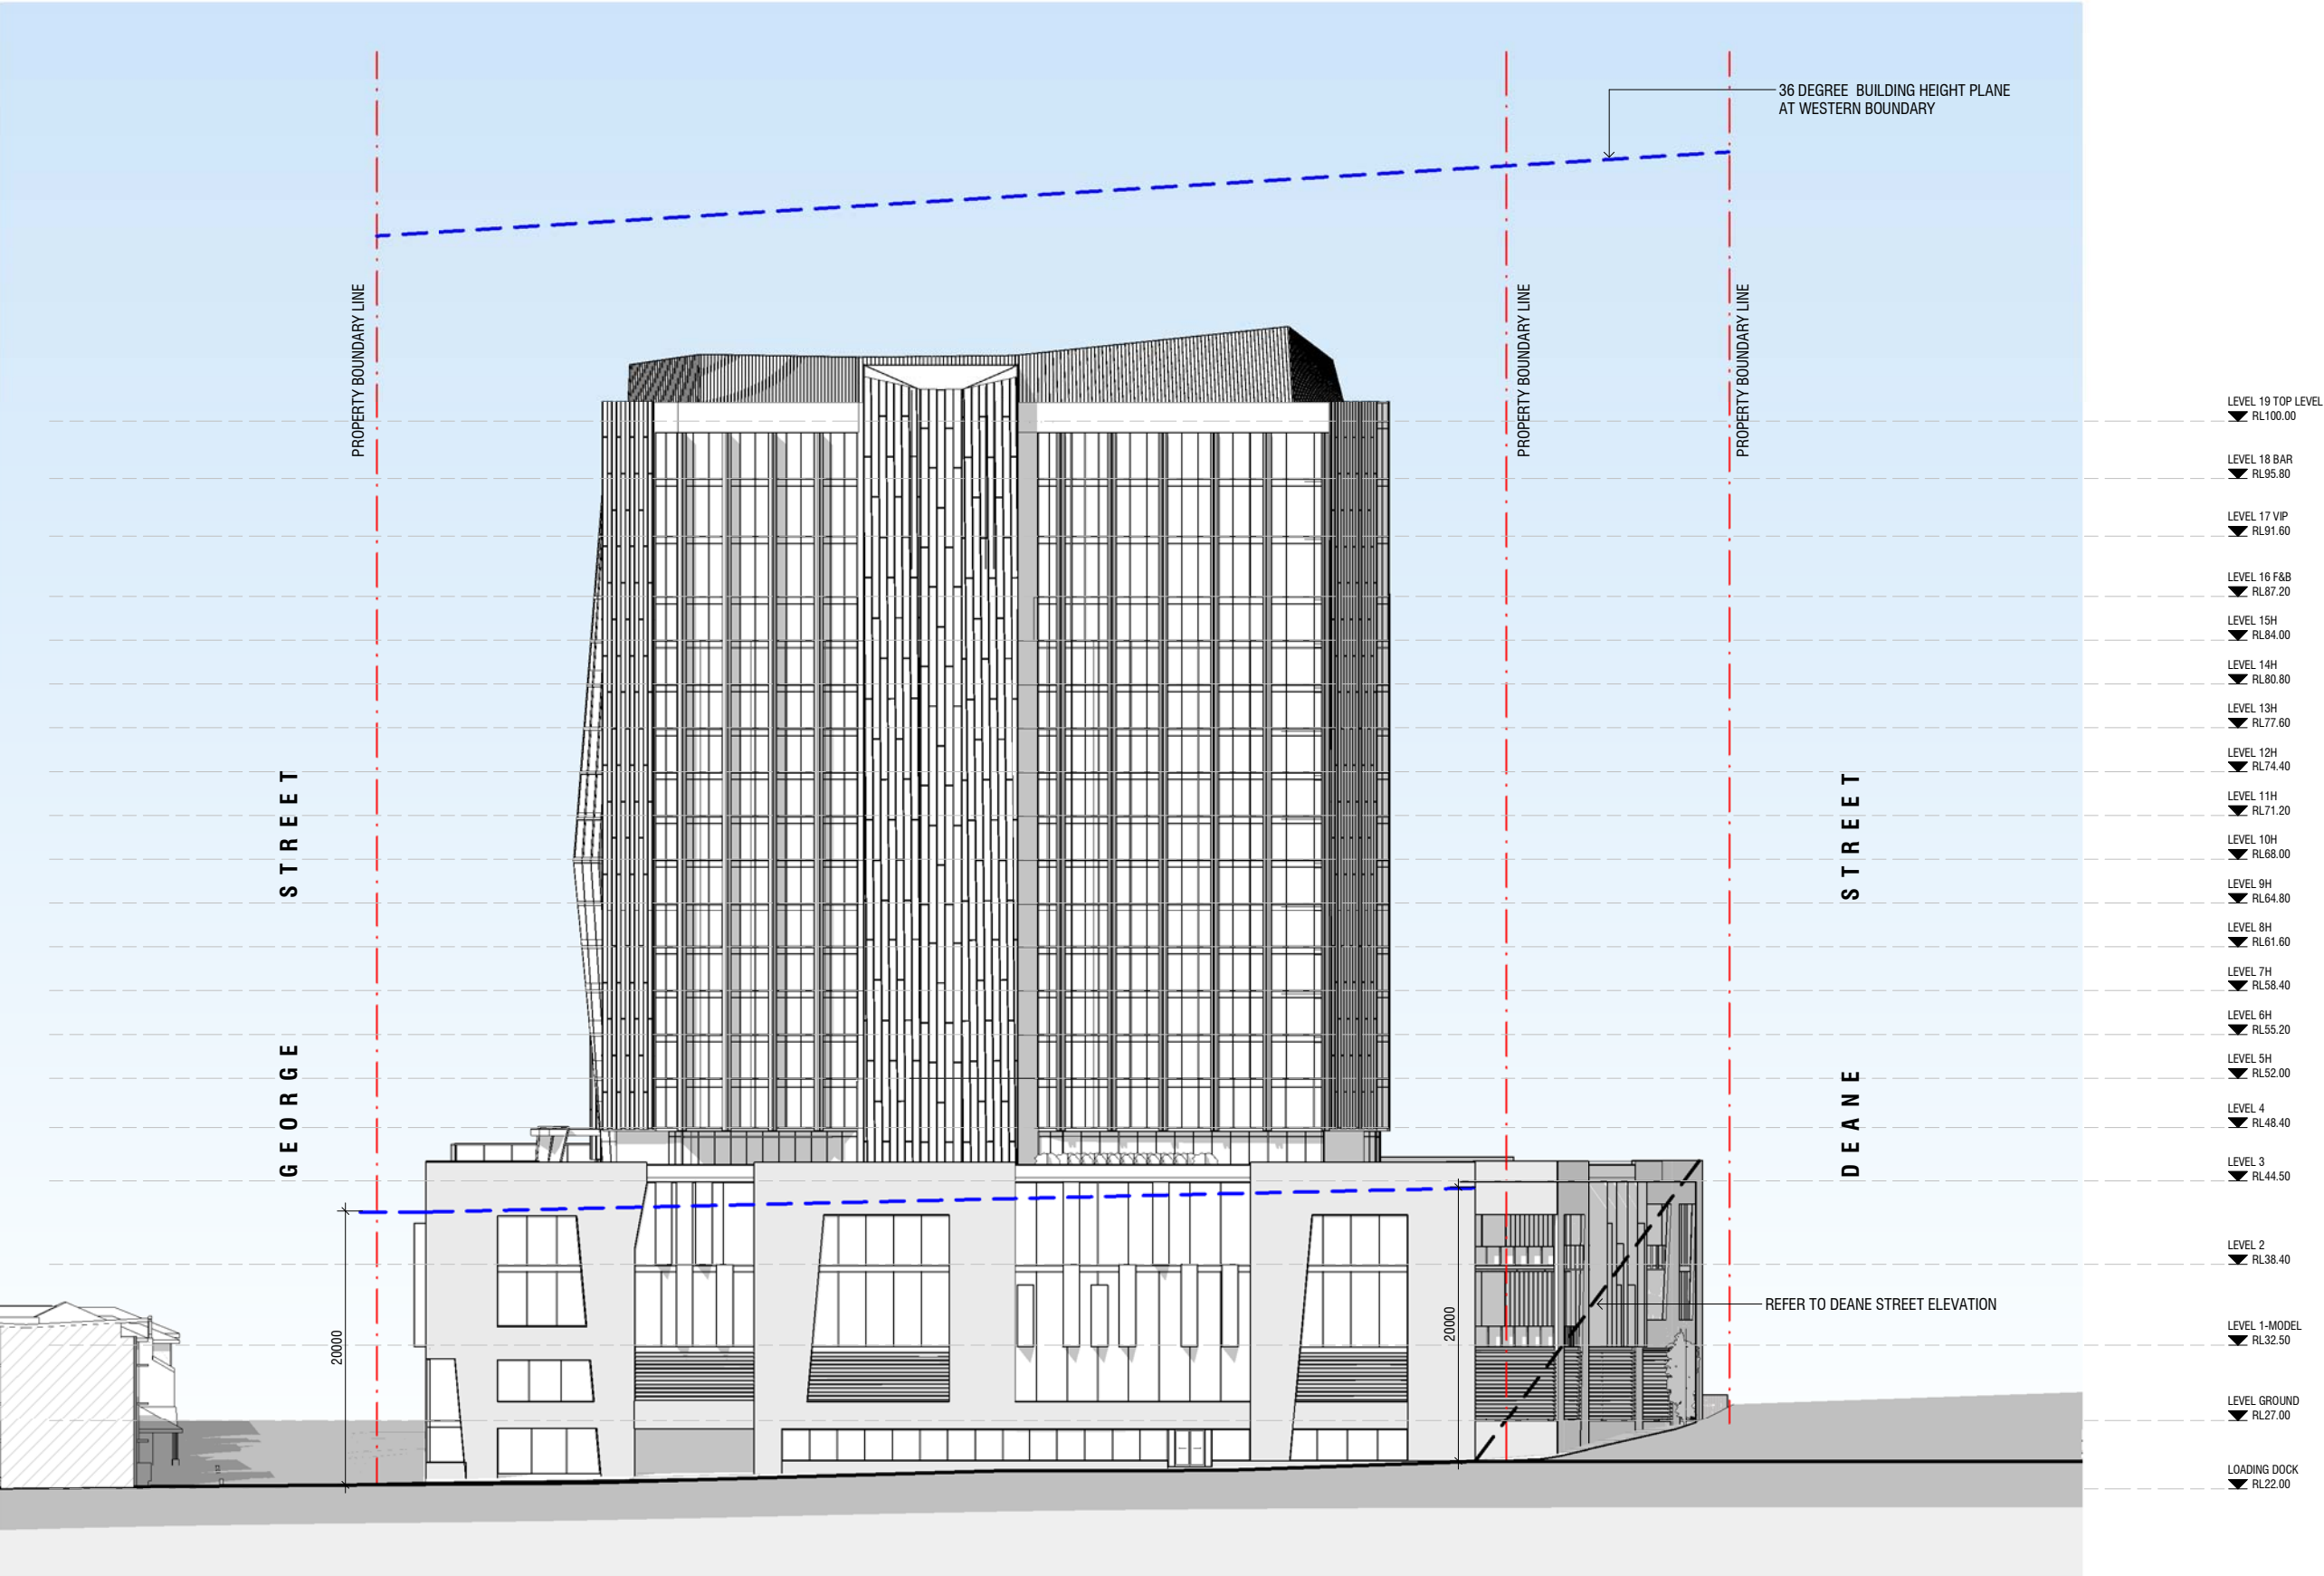 36 DEGREE  BUILDING HEIGHT PLANE
AT WESTERN BOUNDARY
PROPERTY BOUNDARY LINE
PROPERTY BOUNDARY LINE
PROPERTY BOUNDARY LINE
LEVEL 19 TOP LEVEL
RL100.00
LEVEL 18 BAR
RL95.80
LEVEL 17 VIP
RL91.60
LEVEL 16 F&B
RL87.20
LEVEL 15H
RL84.00
LEVEL 14H
RL80.80
LEVEL 13H
RL77.60
LEVEL 12H
RL74.40
LEVEL 11H
RL71.20
LEVEL 10H
RL68.00
LEVEL 9H
RL64.80
LEVEL 8H
RL61.60
LEVEL 7H
RL58.40
LEVEL 6H
RL55.20
LEVEL 5H
RL52.00
LEVEL 4
RL48.40
LEVEL 3
RL44.50
LEVEL 2
RL38.40
LEVEL 1-MODEL
RL32.50
LEVEL GROUND
RL27.00
LOADING DOCK
RL22.00
GEORGE STREET
DEANE STREET
20000
20000
REFER TO DEANE STREET ELEVATION